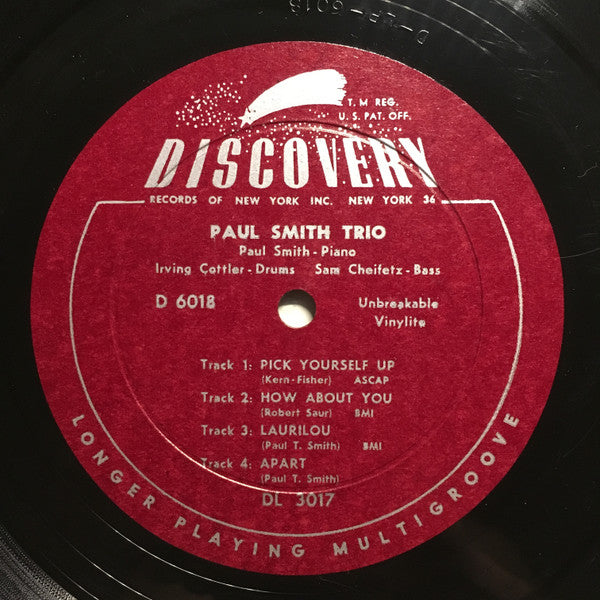 D-LP-6018
T. M REG.
U. S. PAT. OFF.
DISCOVERY
RECORDS OF NEW YORK INC. NEW YORK 36
PAUL SMITH TRIO
Paul Smith - Piano
Irving Cottler - Drums Sam Cheifetz - Bass
D 6018 Unbreakable
Vinylite
Track 1: PICK YOURSELF UP
(Kern-Fisher) ASCAP
Track 2: HOW ABOUT YOU
(Robert Saur) BMI
Track 3: LAURILOU
(Paul T. Smith) BMI
Track 4: APART
(Paul T. Smith)
DL 3017
LONGER PLAYING MULTIGROOVE